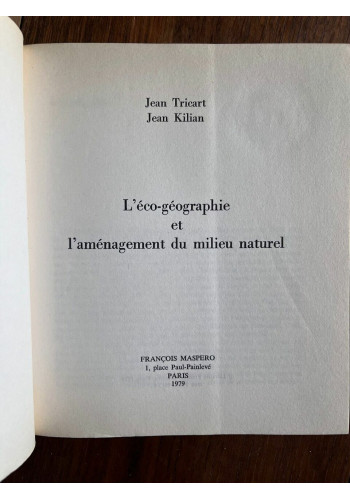 Jean Tricart
Jean Kilian
L'éco-géographie
et
l'aménagement du milieu naturel
FRANÇOIS MASPERO
1, place Paul-Painlevé
PARIS
1979